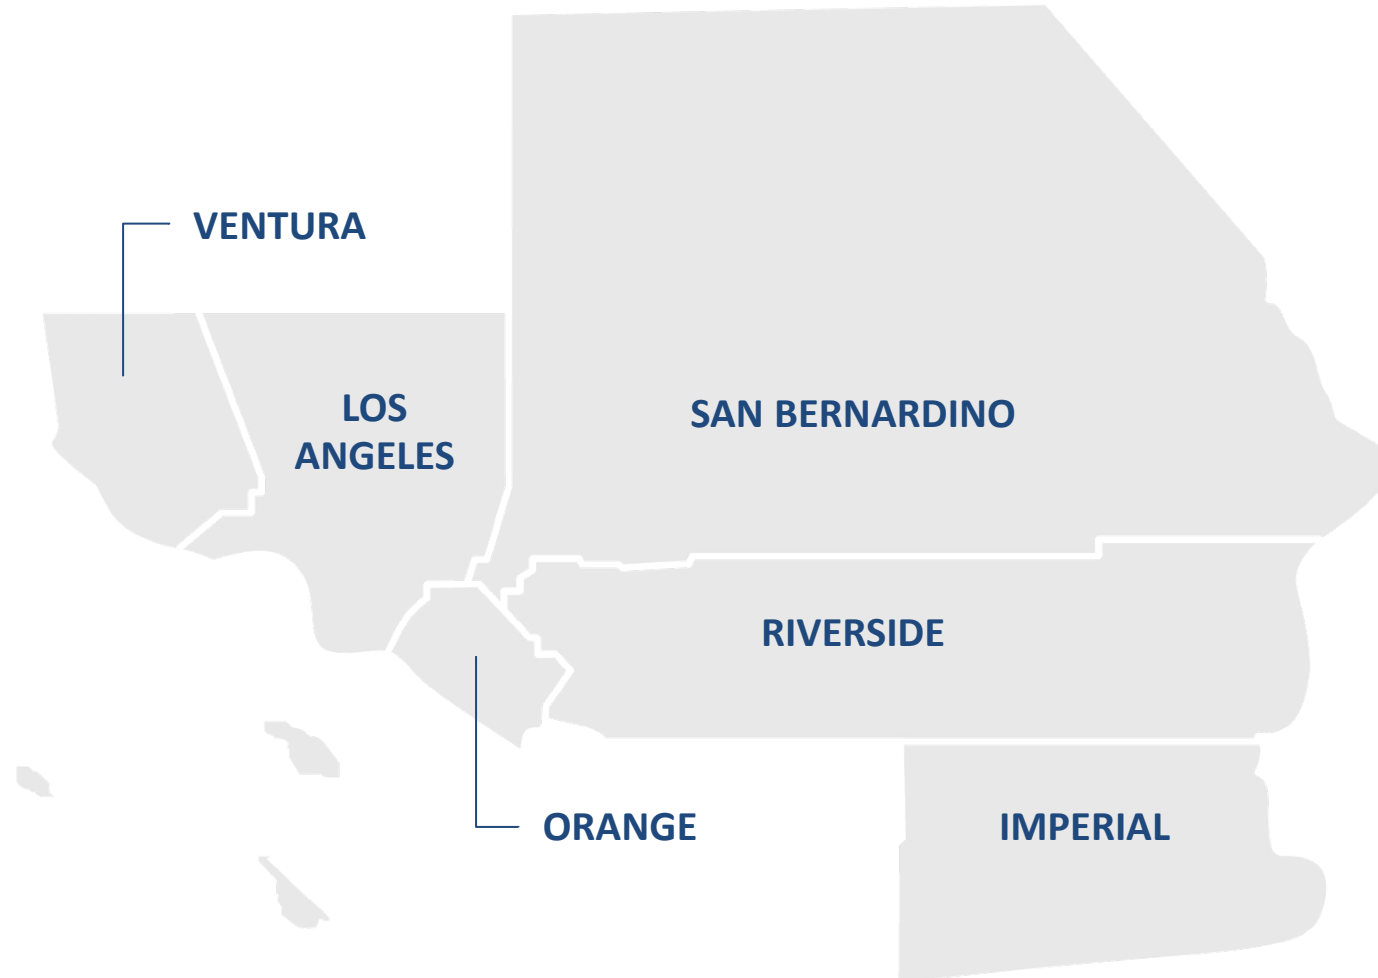 VENTURA
LOS
ANGELES
SAN BERNARDINO
RIVERSIDE
ORANGE
IMPERIAL